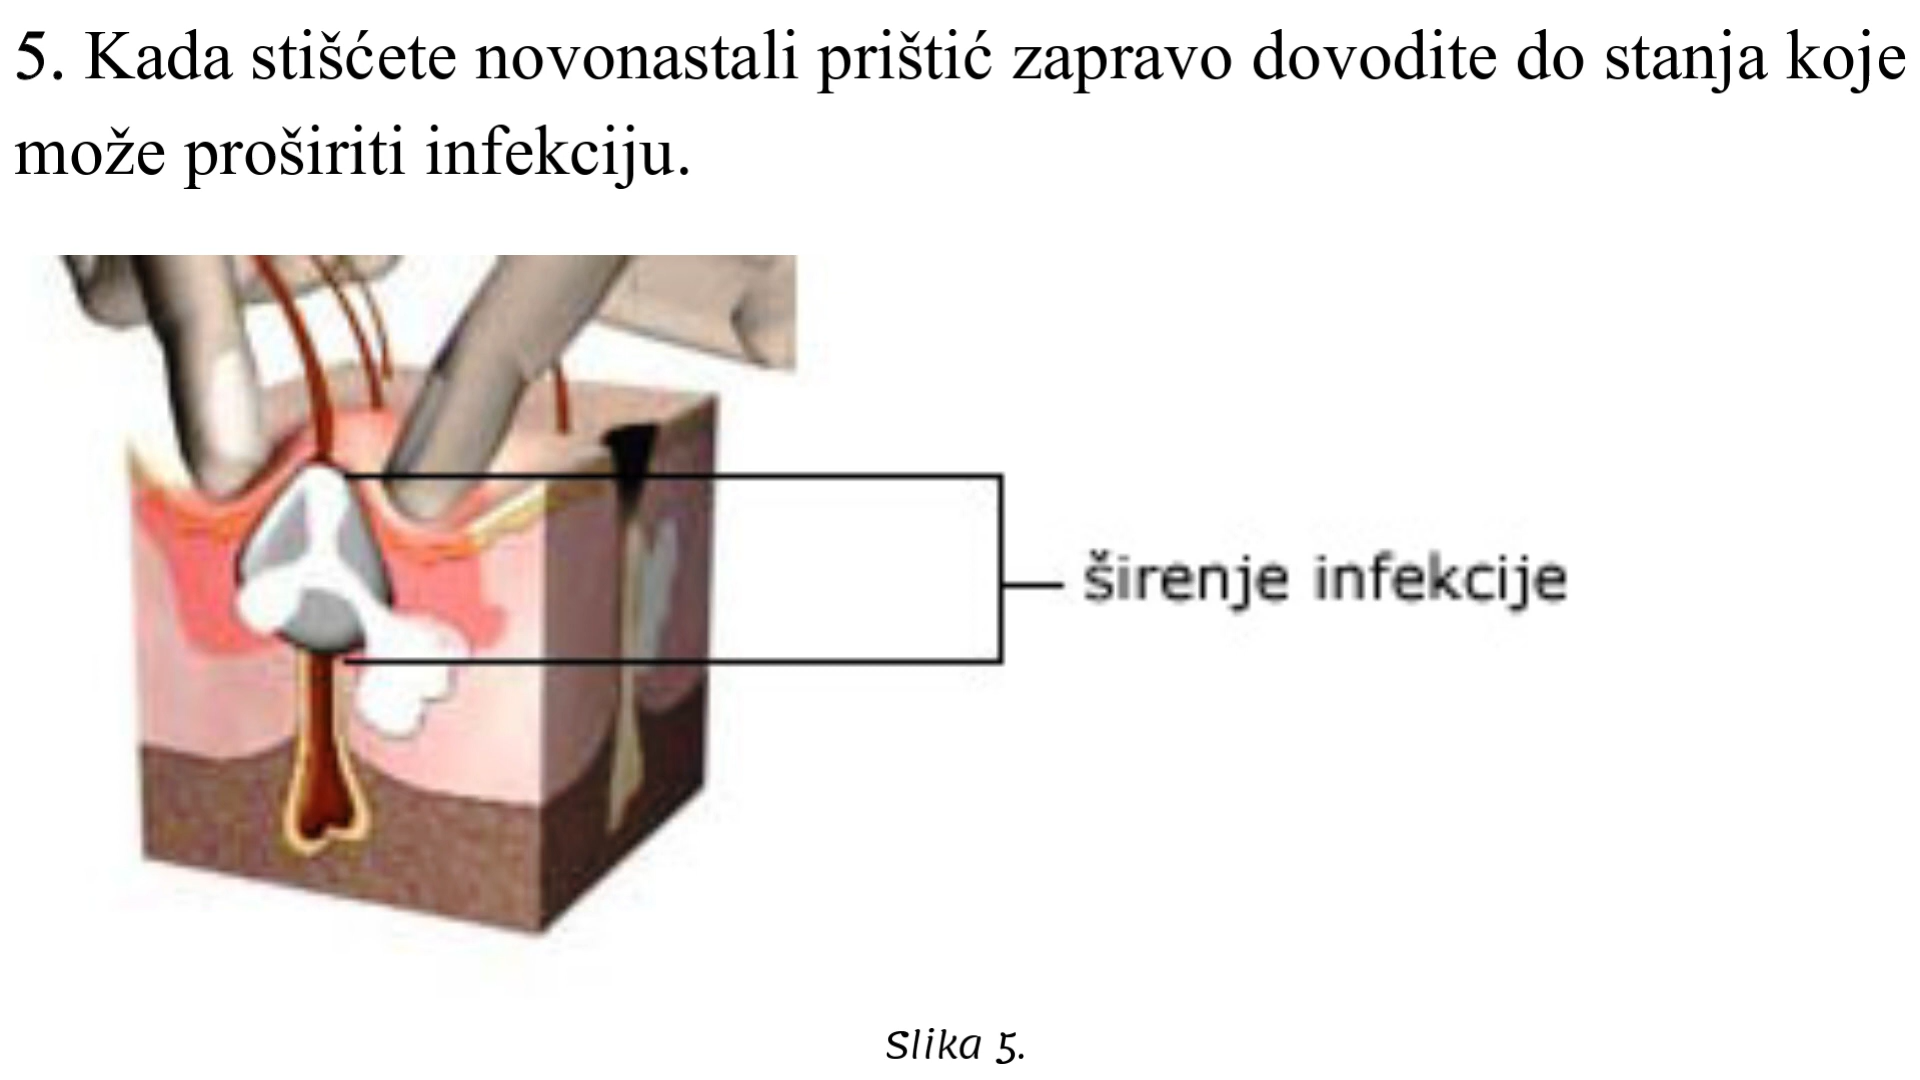 5. Kada stišćete novonastali prištić zapravo dovodite do stanja koje
može proširiti infekciju.
širenje infekcije
Slika 5.